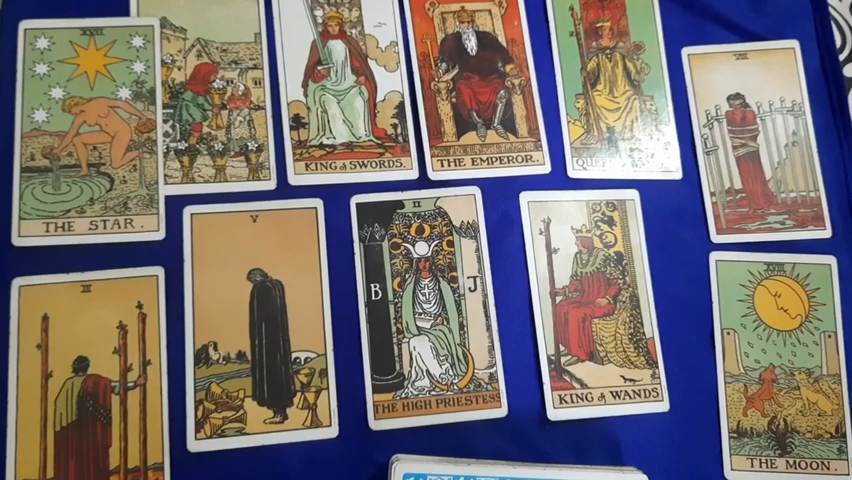 XVII
THE STAR.
KING of SWORDS.
THE EMPEROR.
VIII
III
V
II
B J
THE HIGH PRIESTESS
KING of WANDS.
XVIII
THE MOON.